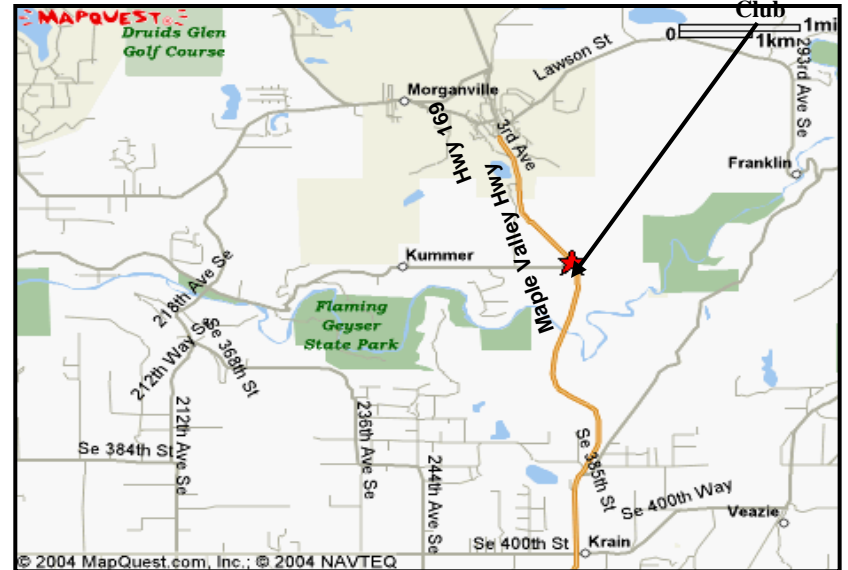 Club
MAPQUEST
0
1mi
1km
Druids Glen
Golf Course
Lawson St
293rd Ave Se
Morganville
Hwy 169
3rd Ave
Franklin
Maple Valley Hwy
Kummer
218th Ave Se
Flaming
Geyser
State Park
212th Way Se
Se 368th St
212th Ave Se
236th Ave Se
Se 384th St
244th Ave Se
Se 385th St
Se 400th Way
Veazie
Se 400th St
Krain
© 2004 MapQuest.com, Inc.; © 2004 NAVTEQ